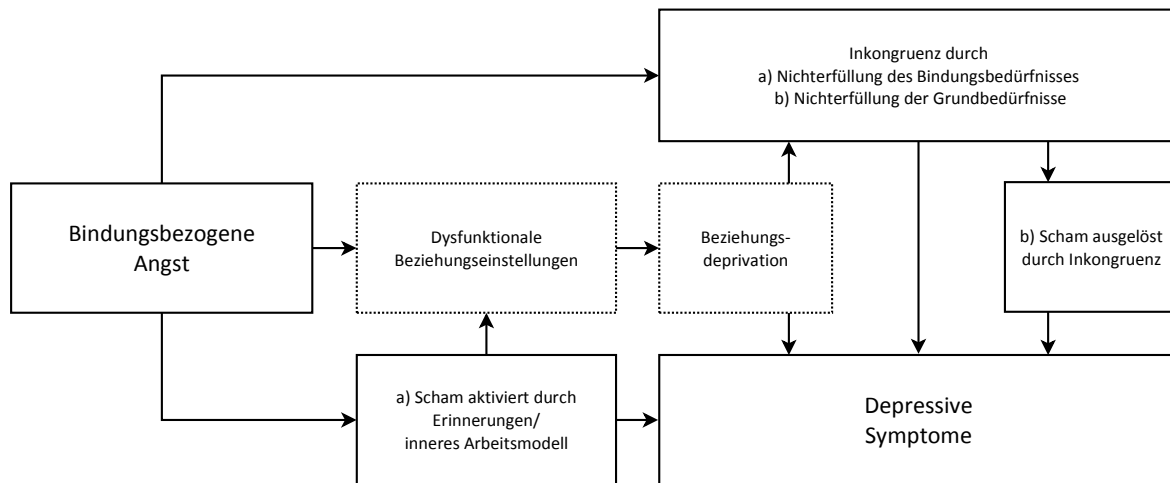 Inkongruenz durch
a) Nichterfüllung des Bindungsbedürfnisses
b) Nichterfüllung der Grundbedürfnisse
Bindungsbezogene
Angst
Dysfunktionale
Beziehungseinstellungen
Beziehungs-
deprivation
b) Scham ausgelöst
durch Inkongruenz
a) Scham aktiviert durch
Erinnerungen/
inneres Arbeitsmodell
Depressive
Symptome